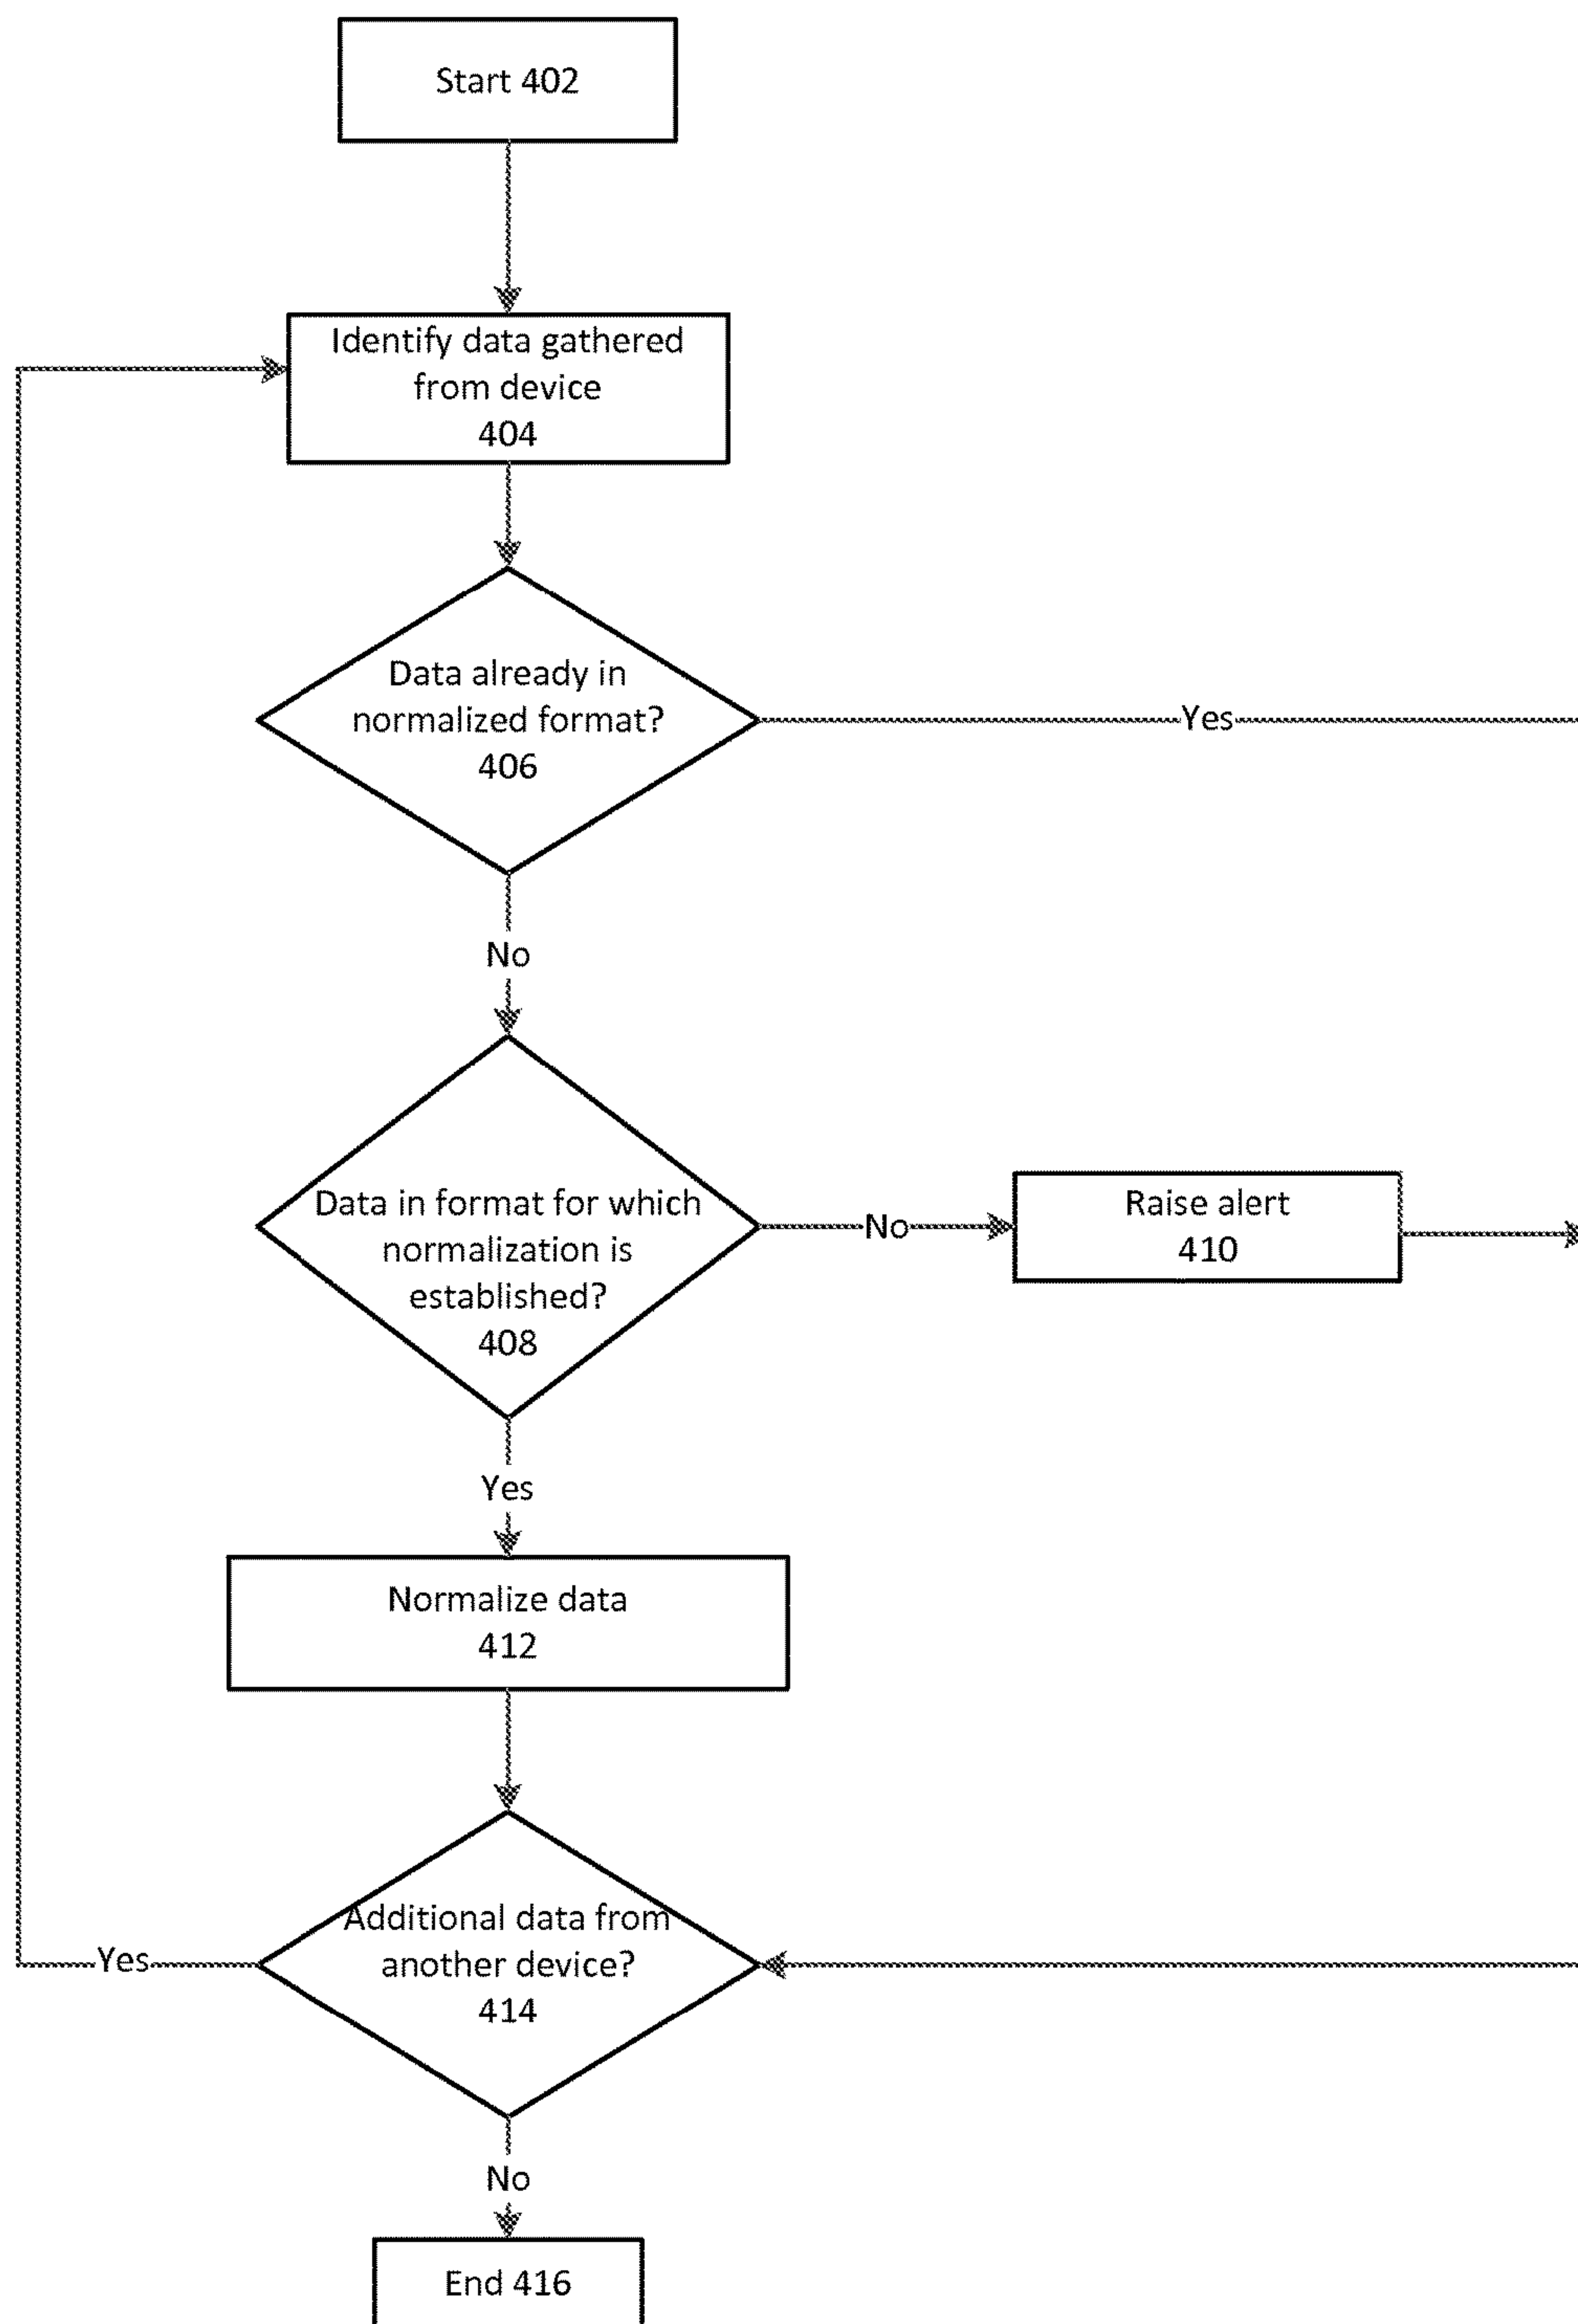 Start 402
Identify data gathered
from device
404
Data already in
normalized format?
406
Yes
No
Data in format for which
normalization is
established?
408
No
Raise alert
410
Yes
Normalize data
412
Additional data from
another device?
414
Yes
No
End 416